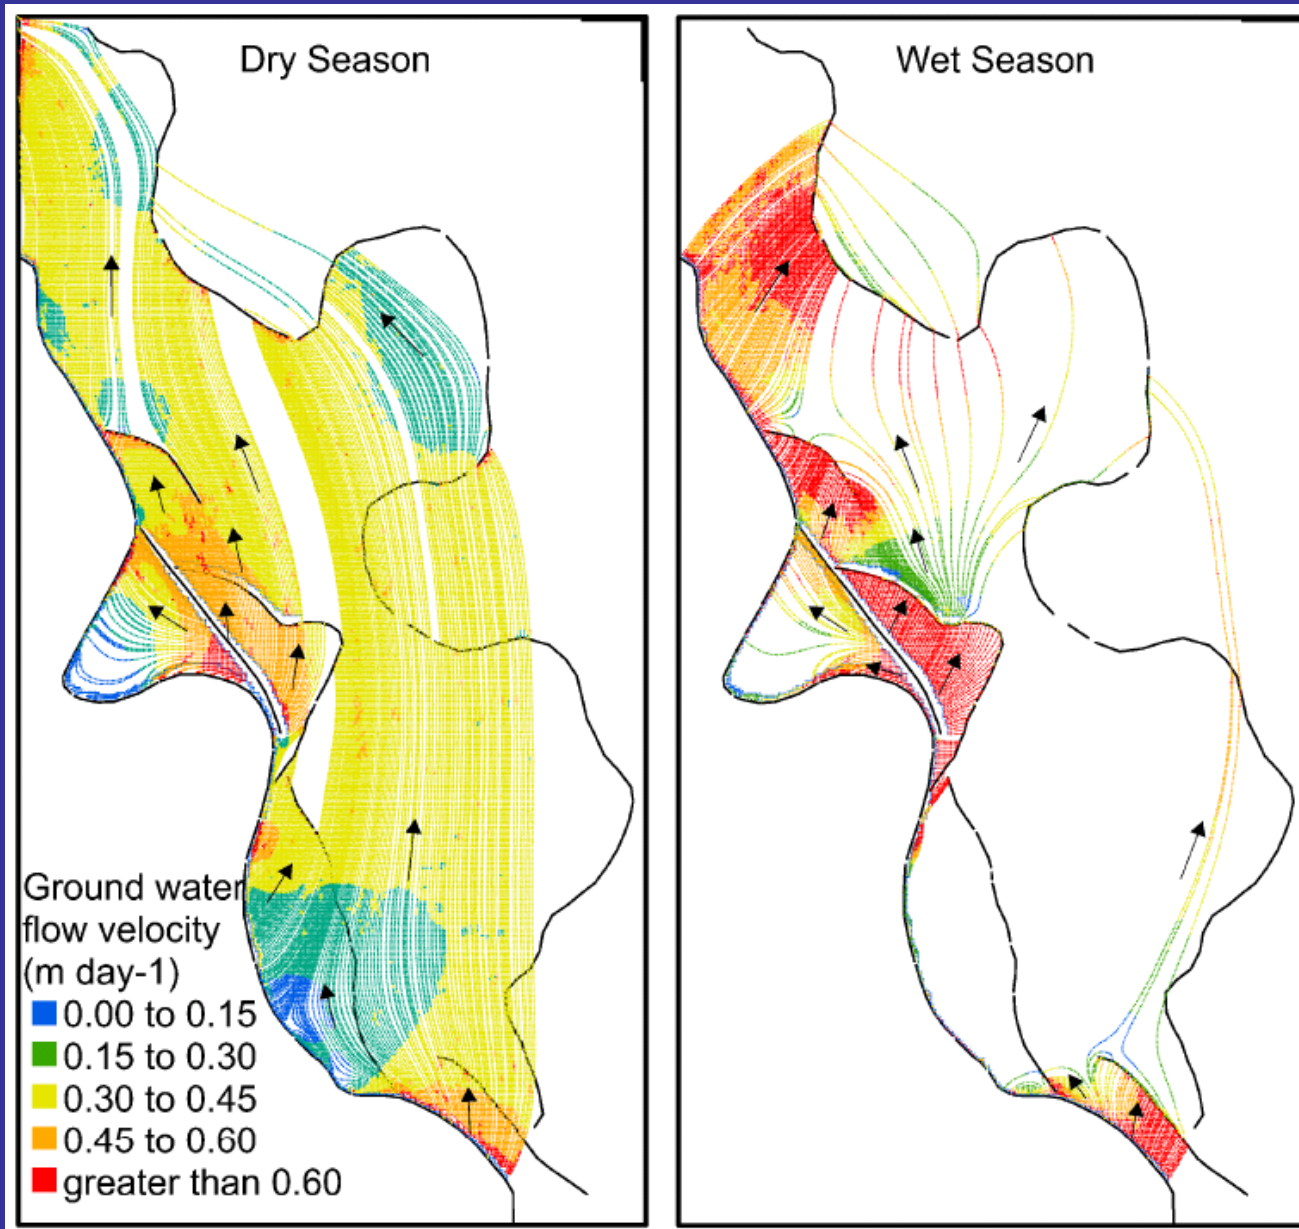 Dry Season
Wet Season
Ground water
flow velocity
(m day-1)
0.00 to 0.15
0.15 to 0.30
0.30 to 0.45
0.45 to 0.60
greater than 0.60